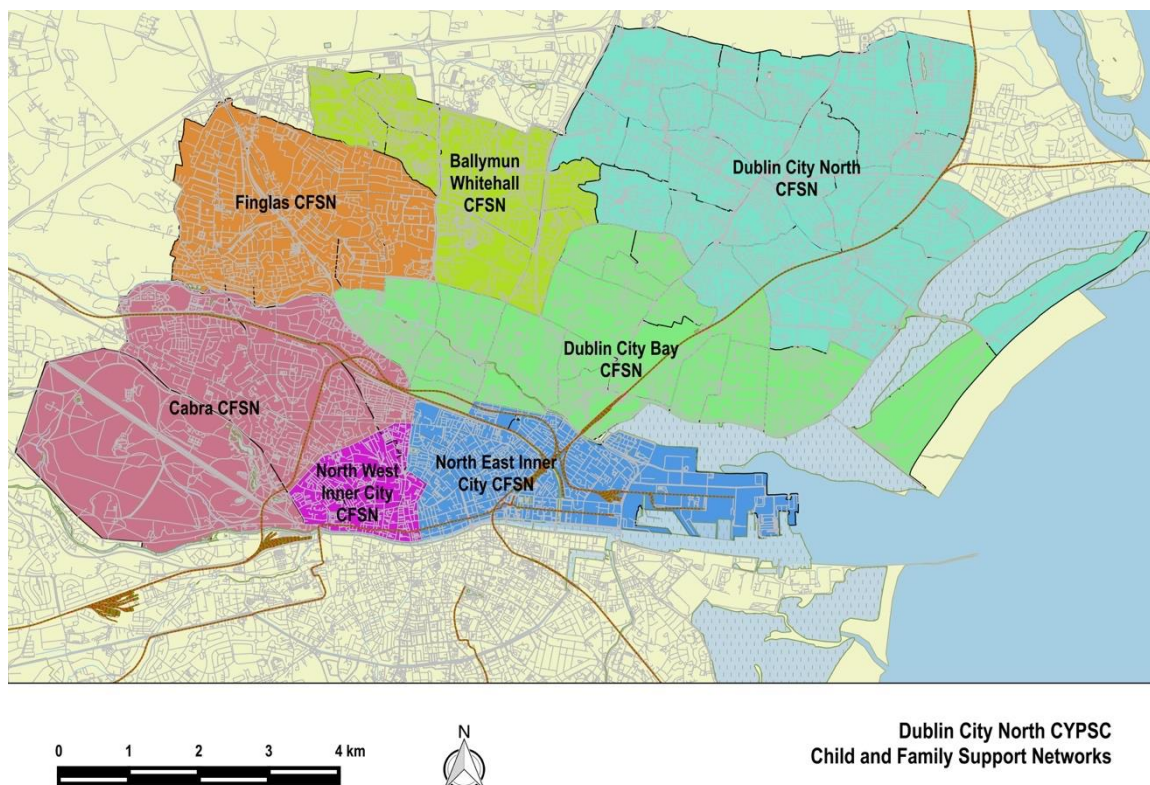 Ballymun
Whitehall
CFSN
Dublin City North
CFSN
Finglas CFSN
Dublin City Bay
CFSN
Cabra CFSN
North West
Inner City
CFSN
North East Inner
City CFSN
0 1 2 3 4 km
N
Dublin City North CYPSC
Child and Family Support Networks